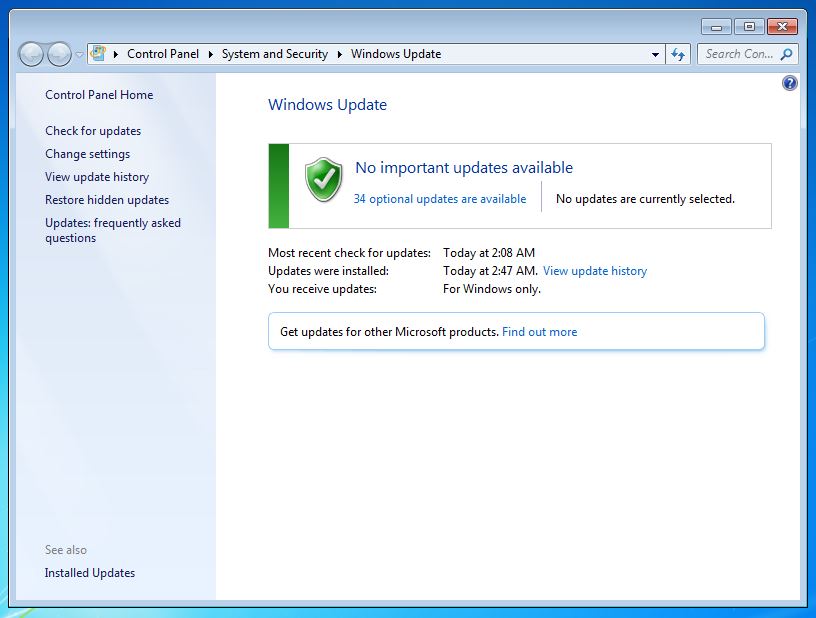 Control Panel System and Security Windows Update Search Con...
Control Panel Home
Check for updates
Change settings
View update history
Restore hidden updates
Updates: frequently asked
questions
See also
Installed Updates
Windows Update
No important updates available
34 optional updates are available No updates are currently selected.
Most recent check for updates: Today at 2:08 AM
Updates were installed: Today at 2:47 AM. View update history
You receive updates: For Windows only.
Get updates for other Microsoft products. Find out more